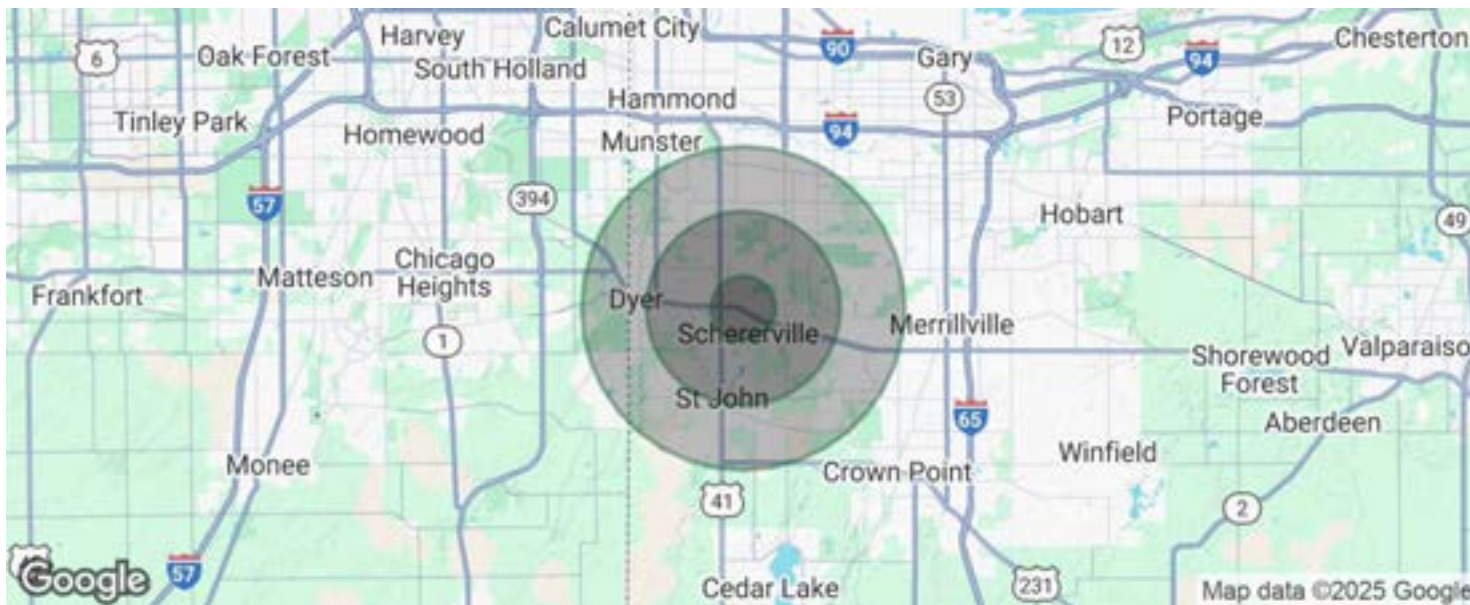 Harvey
Calumet City
90
12
Chesterton
6
Oak Forest
South Holland
Gary
94
Hammond
53
Tinley Park
Homewood
Munster
94
Portage
57
394
Hobart
49
Chicago
Heights
Matteson
Frankfort
Dyer
Schererville
Merrillville
1
Shorewood
Forest
Valparaiso
St John
65
Aberdeen
Monee
Crown Point
Winfield
41
2
57
Google
Cedar Lake
231
Map data ©2025 Google